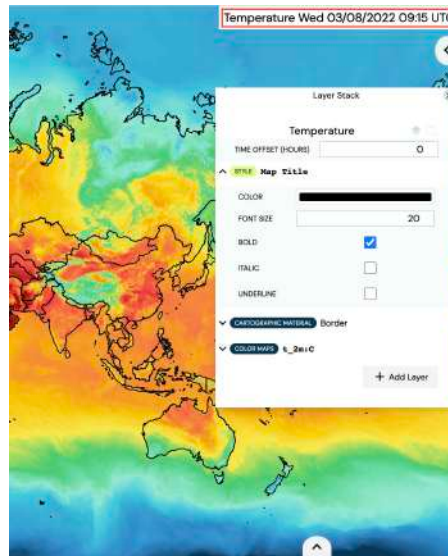 Temperature Wed 03/08/2022 09:15 UTC
Layer Stack
Temperature
TIME OFFSET (HOURS) 0
STYLE Map Title
COLOR
FONT SIZE 20
BOLD
ITALIC
UNDERLINE
CARTOGRAPHIC MATERIAL Border
COLOR MAPS t_2m:C
+ Add Layer